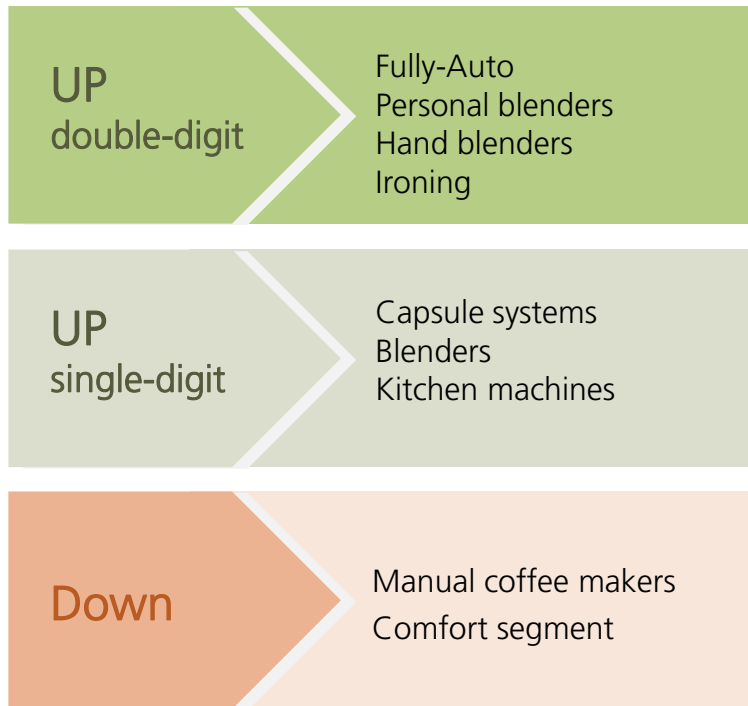 UP
double-digit
Fully-Auto
Personal blenders
Hand blenders
Ironing
UP
single-digit
Capsule systems
Blenders
Kitchen machines
Down
Manual coffee makers
Comfort segment